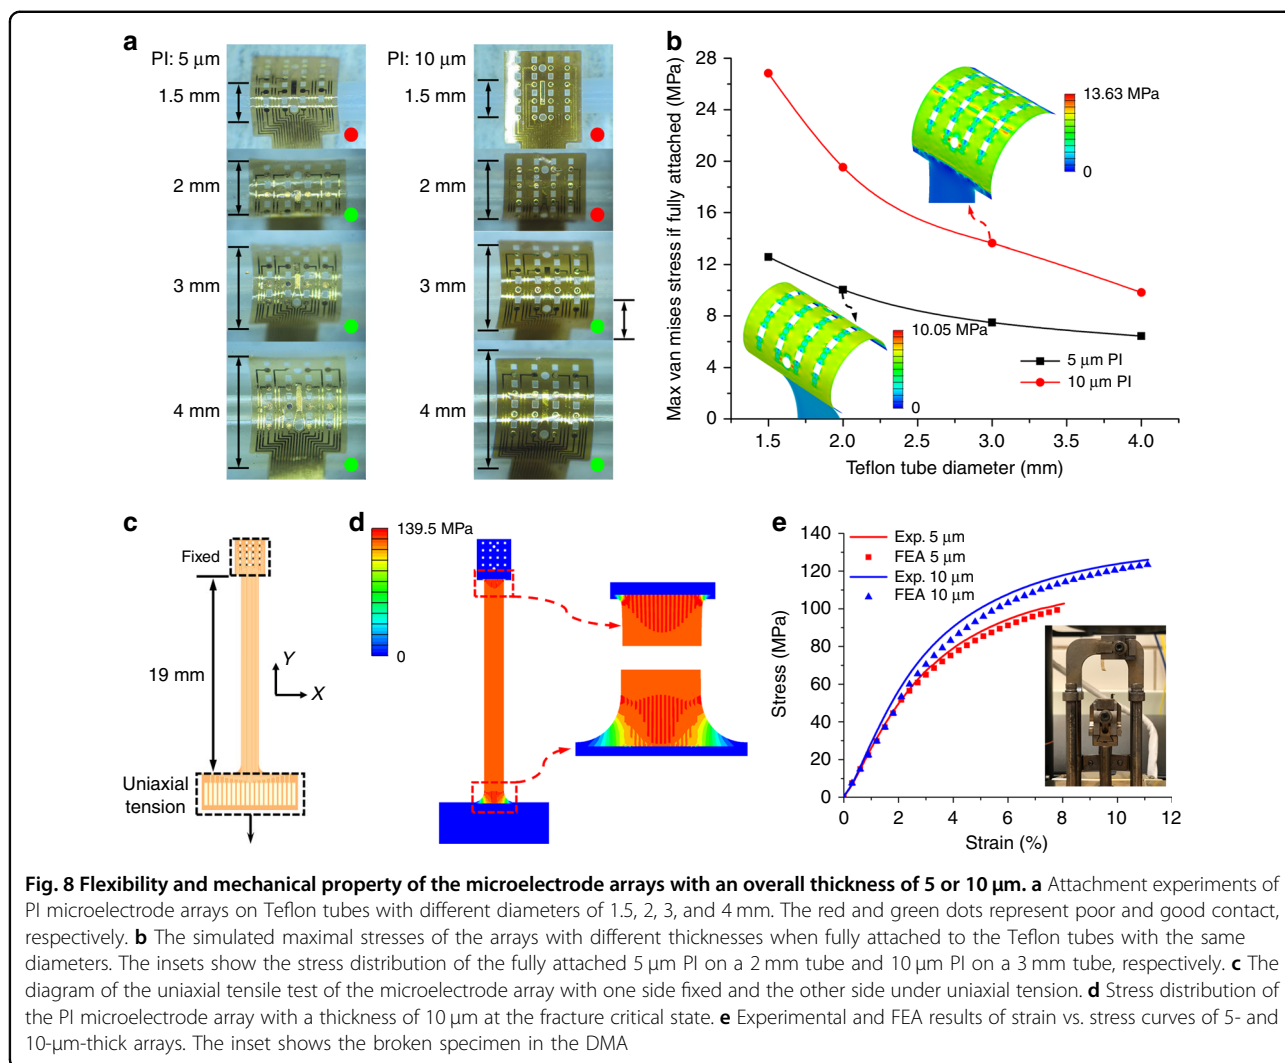 a
PI: 5 µm
1.5 mm
2 mm
3 mm
4 mm
PI: 10 µm
1.5 mm
2 mm
3 mm
4 mm
b
Max van mises stress if fully attached (MPa)
28
24
20
16
12
8
4
0
1.5
2.0
2.5
3.0
3.5
4.0
Teflon tube diameter (mm)
13.63 MPa
0
10.05 MPa
0
5 µm PI
10 µm PI
c
Fixed
19 mm
Y
X
Uniaxial
tension
d
139.5 MPa
0
e
Stress (MPa)
140
120
100
80
60
40
20
0
0
2
4
6
8
10
12
Strain (%)
Exp. 5 µm
FEA 5 µm
Exp. 10 µm
FEA 10 µm
Fig. 8 Flexibility and mechanical property of the microelectrode arrays with an overall thickness of 5 or 10 µm. a Attachment experiments of
PI microelectrode arrays on Teflon tubes with different diameters of 1.5, 2, 3, and 4 mm. The red and green dots represent poor and good contact,
respectively. b The simulated maximal stresses of the arrays with different thicknesses when fully attached to the Teflon tubes with the same
diameters. The insets show the stress distribution of the fully attached 5 µm PI on a 2 mm tube and 10 µm PI on a 3 mm tube, respectively. c The
diagram of the uniaxial tensile test of the microelectrode array with one side fixed and the other side under uniaxial tension. d Stress distribution of
the PI microelectrode array with a thickness of 10 µm at the fracture critical state. e Experimental and FEA results of strain vs. stress curves of 5- and
10-µm-thick arrays. The inset shows the broken specimen in the DMA